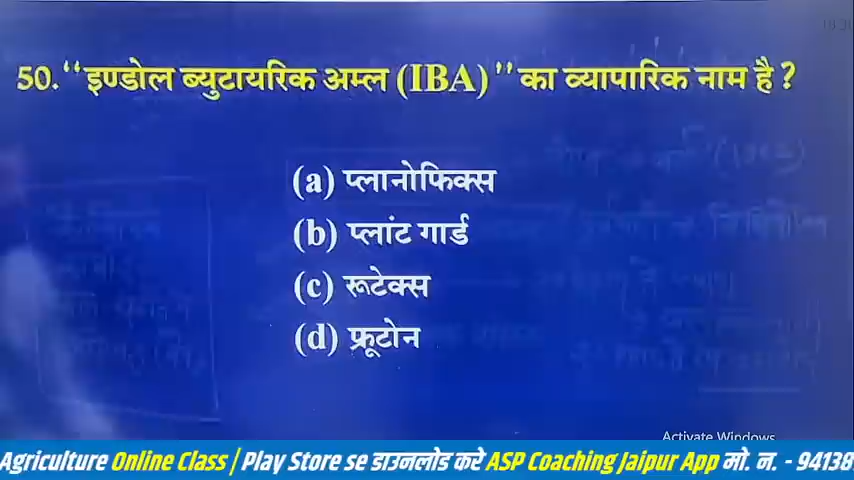 50. “इण्डोल ब्युटायरिक अम्ल (IBA)” का व्यापारिक नाम है ?
(a) प्लानोफिक्स
(b) प्लांट गार्ड
(c) रूटेक्स
(d) फ्रूटोन
Activate Windows
Agriculture Online Class | Play Store se डाउनलोड करे ASP Coaching Jaipur App मो. न. - 94138